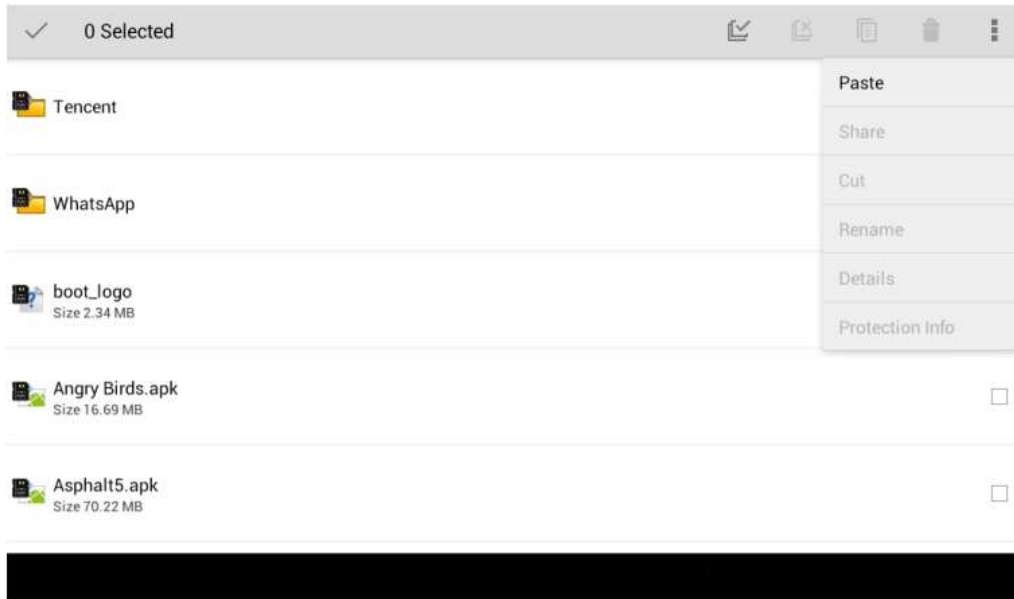 0 Selected
Paste
Tencent
Share
Cut
WhatsApp
Rename
Details
boot_logo
Size 2.34 MB
Protection Info
Angry Birds.apk
Size 16.69 MB
Asphalt5.apk
Size 70.22 MB